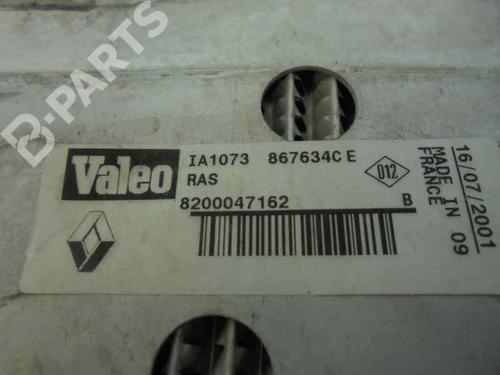 B-PARTS
Valeo
IA1073 867634C E
RAS
8200047162 B
D12
16/07/2001
MADE IN 09
FRANCE